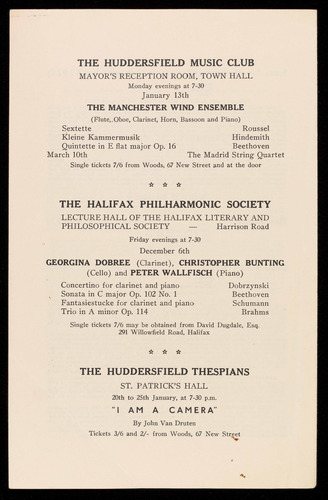 THE HUDDERSFIELD MUSIC CLUB
MAYOR'S RECEPTION ROOM, TOWN HALL
Monday evenings at 7-30
January 13th
THE MANCHESTER WIND ENSEMBLE
(Flute, Oboe, Clarinet, Horn, Bassoon and Piano)
Sextette Roussel
Kleine Kammermusik Hindemith
Quintette in E flat major Op. 16 Beethoven
March 10th The Madrid String Quartet
Single tickets 7/6 from Woods, 67 New Street and at the door
* * *
THE HALIFAX PHILHARMONIC SOCIETY
LECTURE HALL OF THE HALIFAX LITERARY AND
PHILOSOPHICAL SOCIETY — Harrison Road
Friday evenings at 7-30
December 6th
GEORGINA DOBREE (Clarinet), CHRISTOPHER BUNTING
(Cello) and PETER WALLFISCH (Piano)
Concertino for clarinet and piano Dobrzynski
Sonata in C major Op. 102 No. 1 Beethoven
Fantasiestucke for clarinet and piano Schumann
Trio in A minor Op. 114 Brahms
Single tickets 7/6 may be obtained from David Dugdale, Esq.
291 Willowfield Road, Halifax
* * *
THE HUDDERSFIELD THESPIANS
ST. PATRICK'S HALL
20th to 25th January, at 7-30 p.m.
"I AM A CAMERA"
By John Van Druten
Tickets 3/6 and 2/- from Woods, 67 New Street